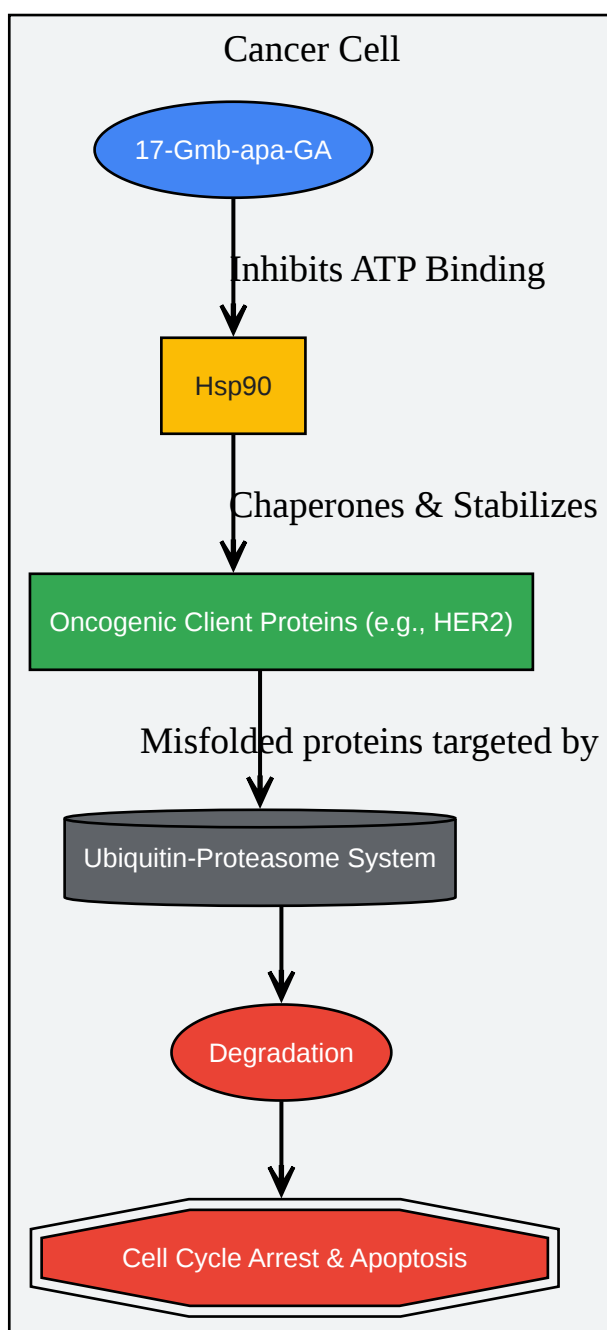 Cancer Cell
17-Gmb-apa-GA
Inhibits ATP Binding
Hsp90
Chaperones & Stabilizes
Oncogenic Client Proteins (e.g., HER2)
Misfolded proteins targeted by
Ubiquitin-Proteasome System
Degradation
Cell Cycle Arrest & Apoptosis